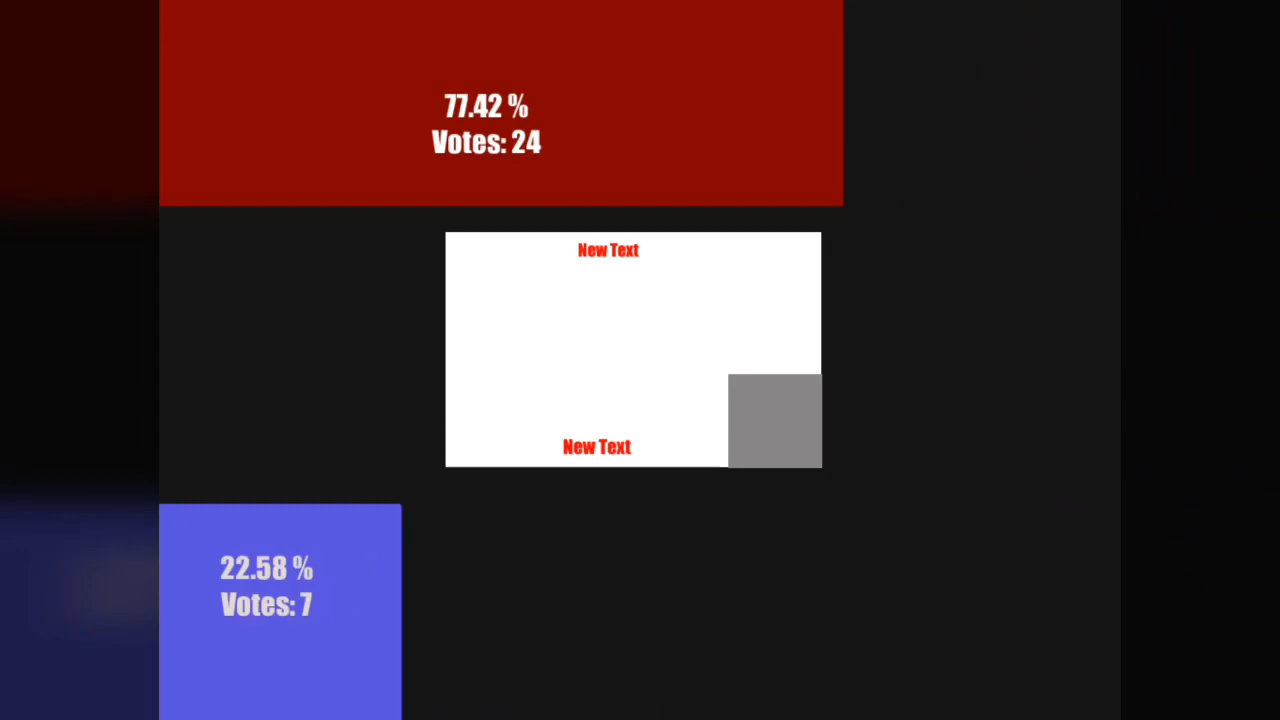 77.42 %
Votes: 24
New Text
New Text
22.58 %
Votes: 7